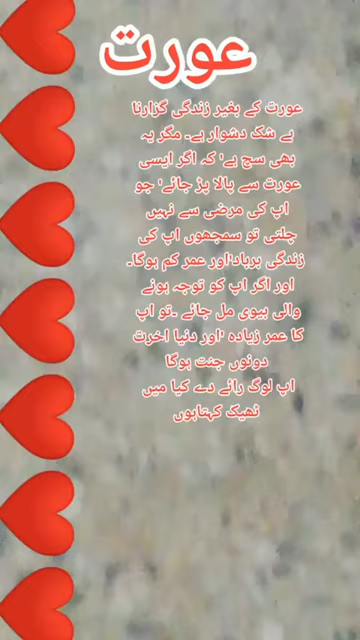 عورت
عورت کے بغیر زندگی گزارنا
بے شک دشوار ہے۔ مگر یہ
بھی سچ ہے' کہ اگر ایسی
عورت سے پالا پڑ جائے' جو
اپ کی مرضی سے نہیں
چلتی تو سمجھوں اپ کی
زندگی برباد'اور عمر کم ہوگا۔
اور اگر اپ کو توجہ ہونے
والی بیوی مل جائے ۔تو اپ
کا عمر زیادہ 'اور دنیا اخرت
دونوں جنت ہوگا
اپ لوگ رائے دے کیا میں
ٹھیک کہتاہوں